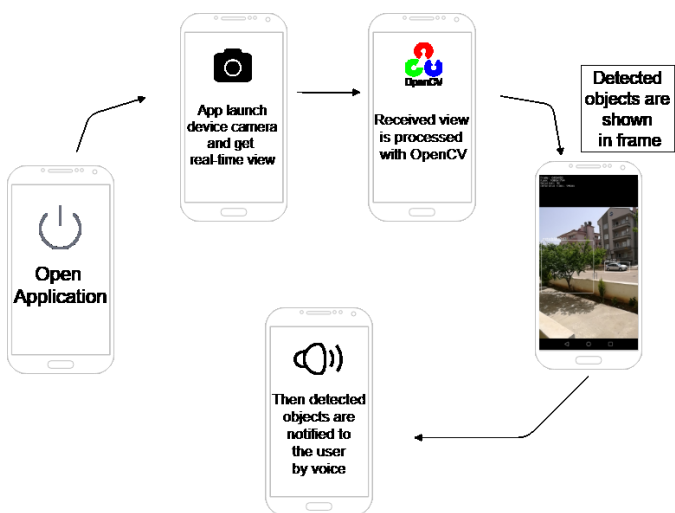 Open
Application
App launch
device camera
and get
real-time view
OpenCV
Received view
is processed
with OpenCV
Detected
objects are
shown
in frame
Then detected
objects are
notified to
the user
by voice